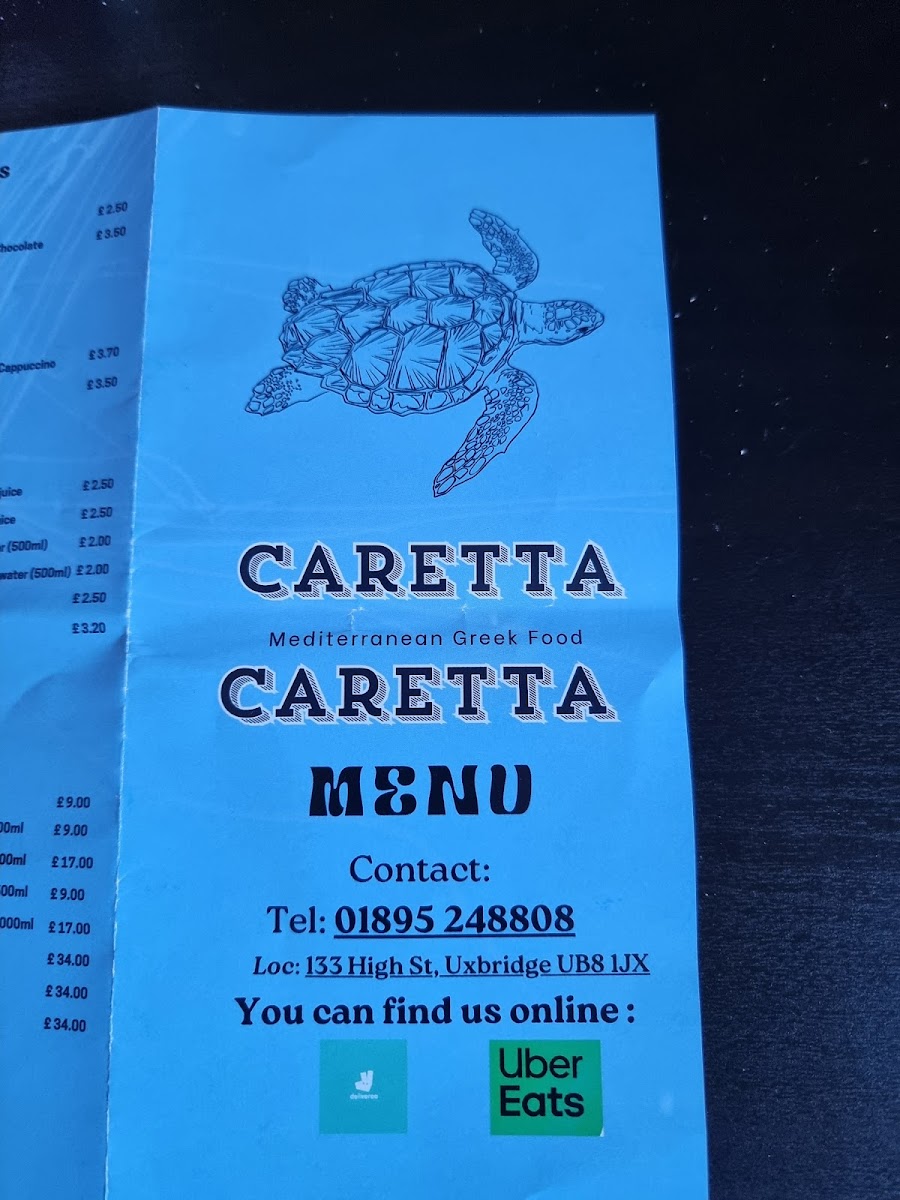 s
£2.50
£3.50
hocolate
Cappuccino £3.70
£3.50
juice £2.50
ice £2.50
r (500ml) £2.00
water (500ml) £2.00
£2.50
£3.20
£9.00
00ml £9.00
00ml £17.00
00ml £9.00
000ml £17.00
£34.00
£34.00
£34.00
CARETTA
Mediterranean Greek Food
CARETTA
MENU
Contact:
Tel: 01895 248808
Loc: 133 High St, Uxbridge UB8 1JX
You can find us online :
deliveroo
Uber
Eats